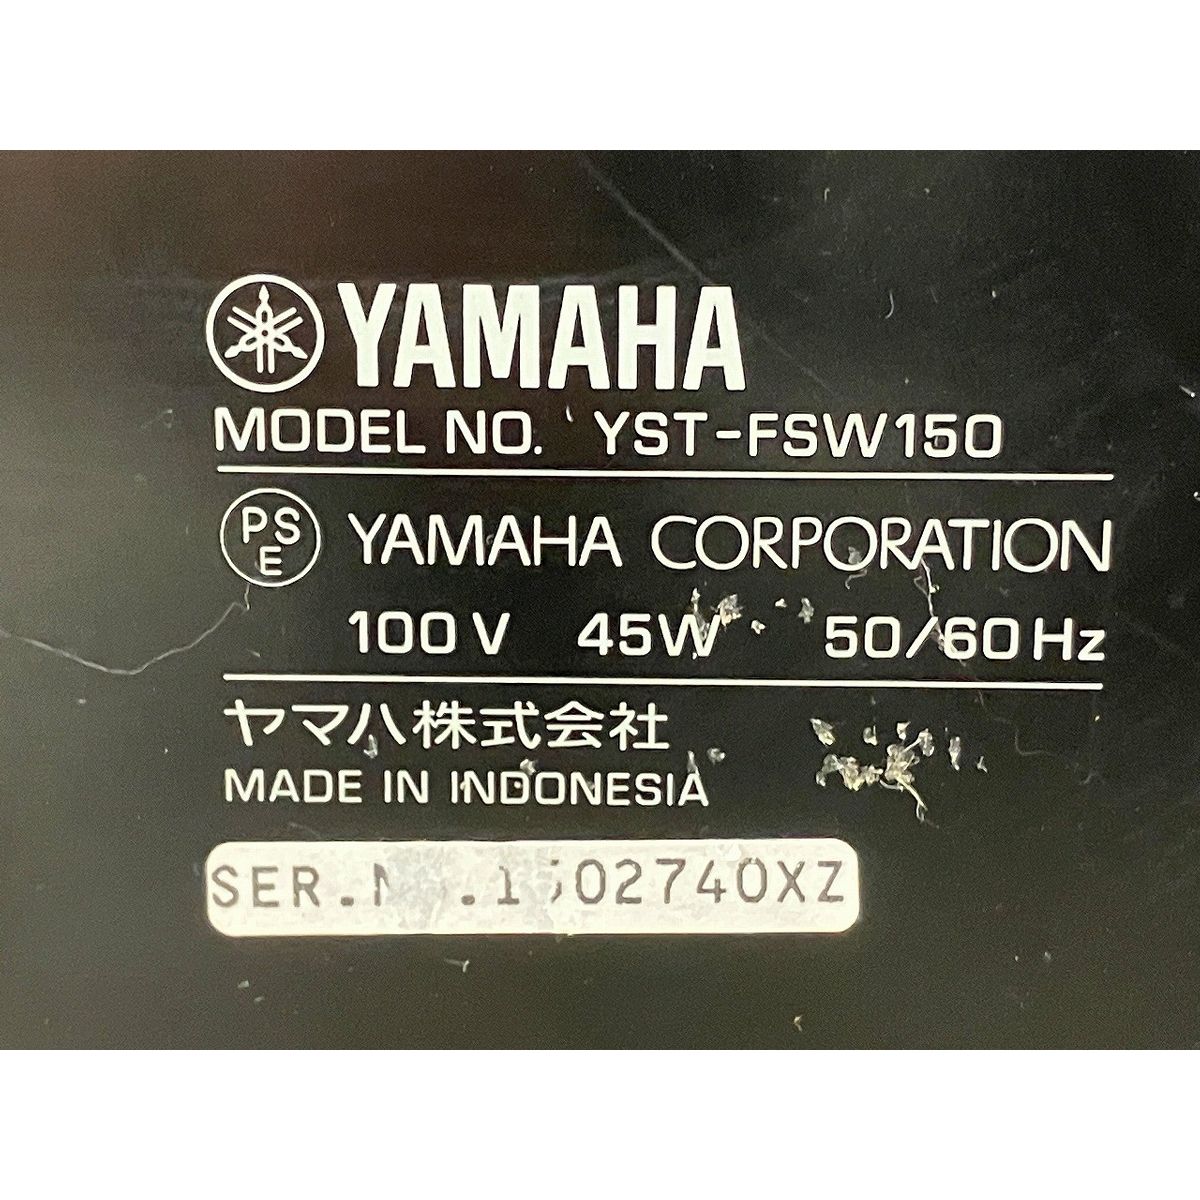 YAMAHA
MODEL NO. YST-FSW150
PSE YAMAHA CORPORATION
100V 45W 50/60Hz
ヤマハ株式会社
MADE IN INDONESIA
SER.